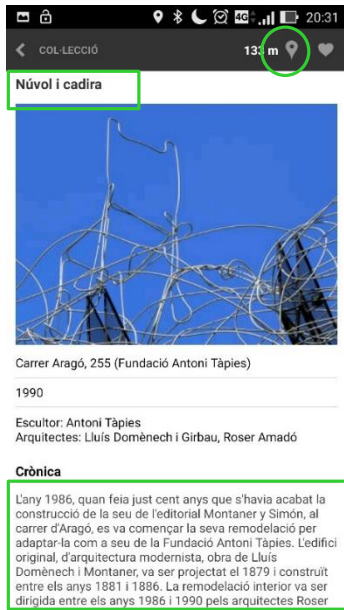 4G 20:31
COL·LECCIÓ 133 m
Núvol i cadira
Carrer Aragó, 255 (Fundació Antoni Tàpies)
1990
Escultor: Antoni Tàpies
Arquitectes: Lluís Domènech i Girbau, Roser Amadó
Crònica
L'any 1986, quan feia just cent anys que s'havia acabat la
construcció de la seu de l'editorial Montaner y Simón, al
carrer d'Aragó, es va començar la seva remodelació per
adaptar-la com a seu de la Fundació Antoni Tàpies. L'edifici
original, d'arquitectura modernista, obra de Lluís
Domènech i Montaner, va ser projectat el 1879 i construït
entre els anys 1881 i 1886. La remodelació interior va ser
dirigida entre els anys 1986 i 1990 pels arquitectes Roser